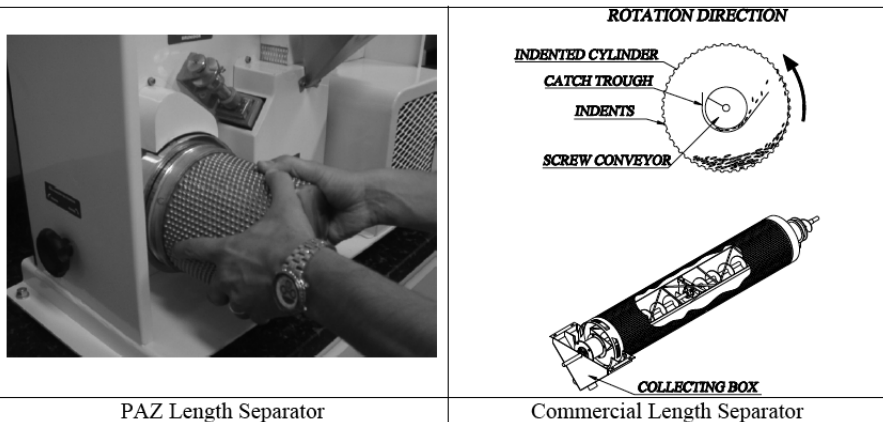 ROTATION DIRECTION
INDENTED CYLINDER
CATCH TROUGH
INDENTS
SCREW CONVEYOR
COLLECTING BOX
PAZ Length Separator
Commercial Length Separator